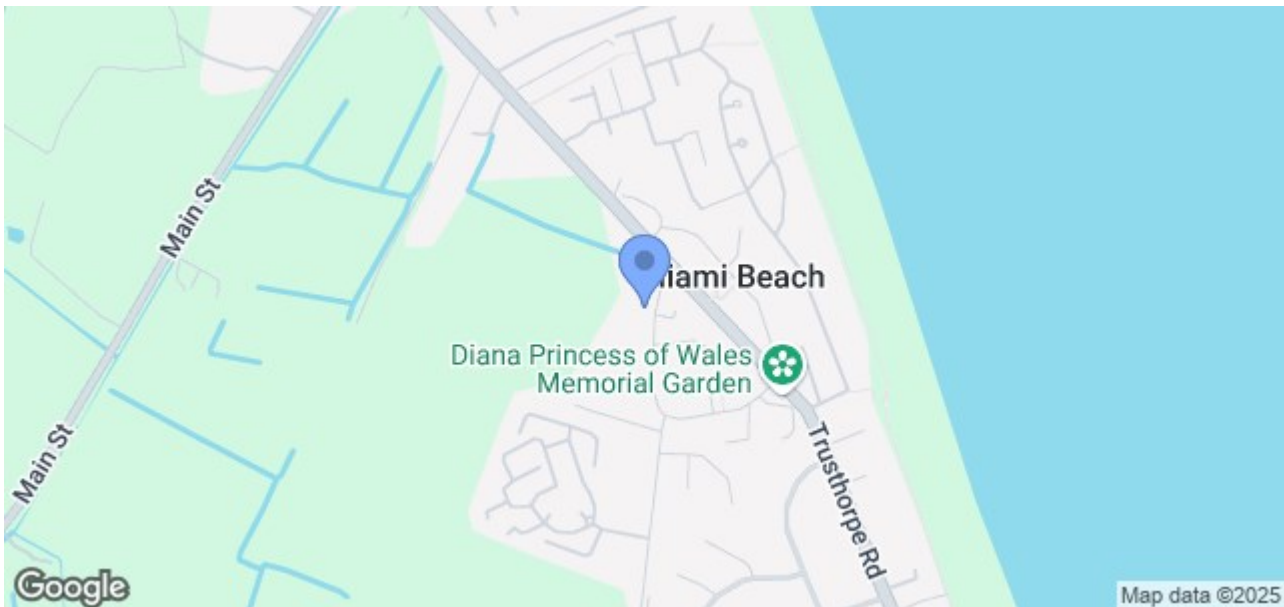 Main St
iami Beach
Diana Princess of Wales
Memorial Garden
Main St
Trusthorpe Rd
Google
Map data ©2025